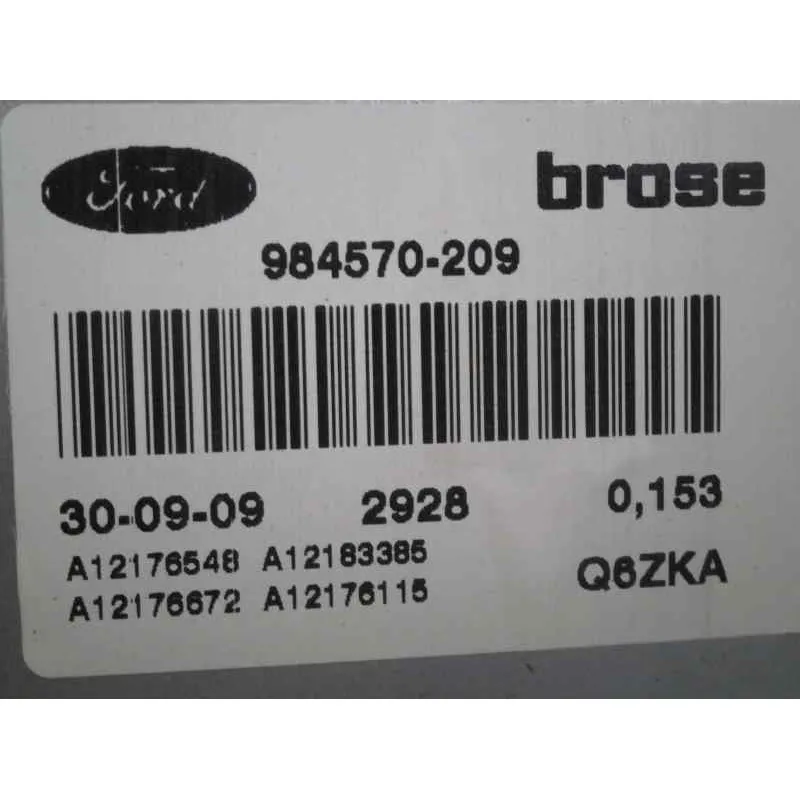 Ford brose
984570-209
30-09-09 2928 0,153
A12176548 A12183385
A12176672 A12176115 Q6ZKA